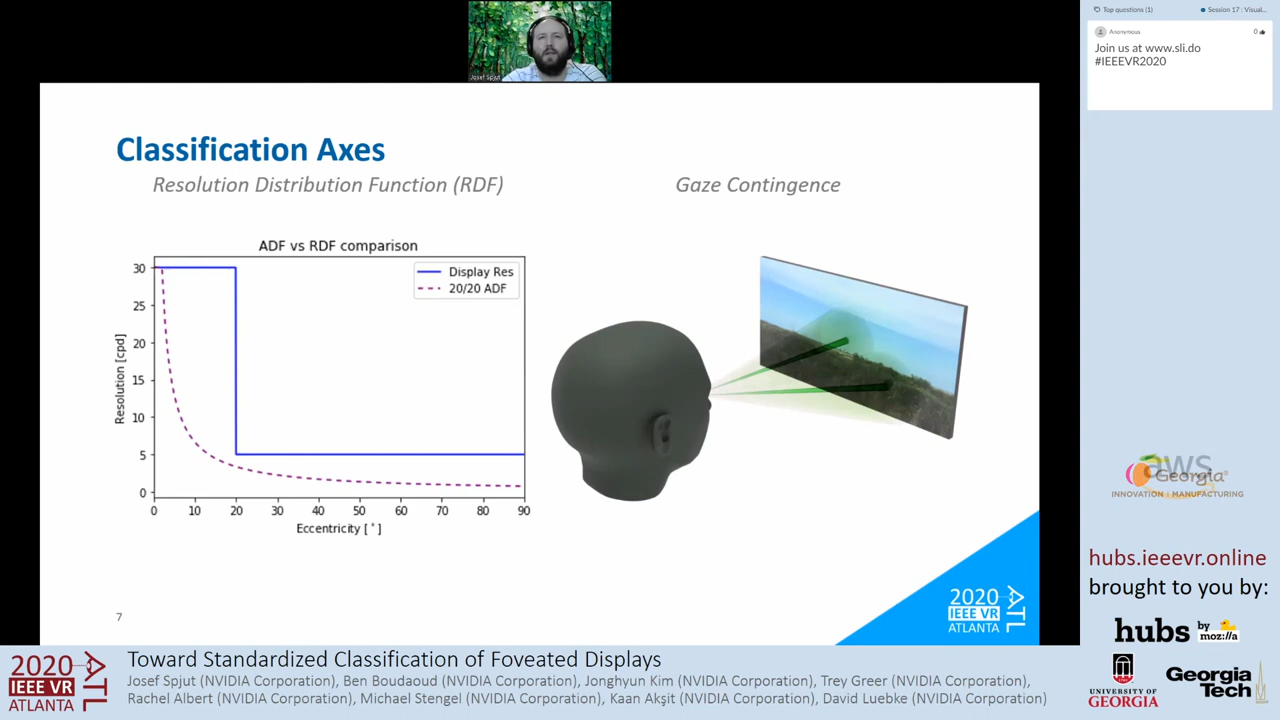 Josef Spjut
Top questions (1)
Session 17 : Visual...
Anonymous
0
Join us at www.sli.do
#IEEEVR2020
Classification Axes
Resolution Distribution Function (RDF)
Gaze Contingence
ADF vs RDF comparison
Display Res
20/20 ADF
Resolution [cpd]
30
25
20
15
10
5
0
0 10 20 30 40 50 60 70 80 90
Eccentricity [°]
7
2020
IEEE VR
ATLANTA
ATL
aws
Georgia
INNOVATION MANUFACTURING
hubs.ieeevr.online
brought to you by:
hubs by moz://a
UNIVERSITY OF
GEORGIA
Georgia
Tech
2020
IEEE VR
ATLANTA
ATL
Toward Standardized Classification of Foveated Displays
Josef Spjut (NVIDIA Corporation), Ben Boudaoud (NVIDIA Corporation), Jonghyun Kim (NVIDIA Corporation), Trey Greer (NVIDIA Corporation),
Rachel Albert (NVIDIA Corporation), Michael Stengel (NVIDIA Corporation), Kaan Akşit (NVIDIA Corporation), David Luebke (NVIDIA Corporation)